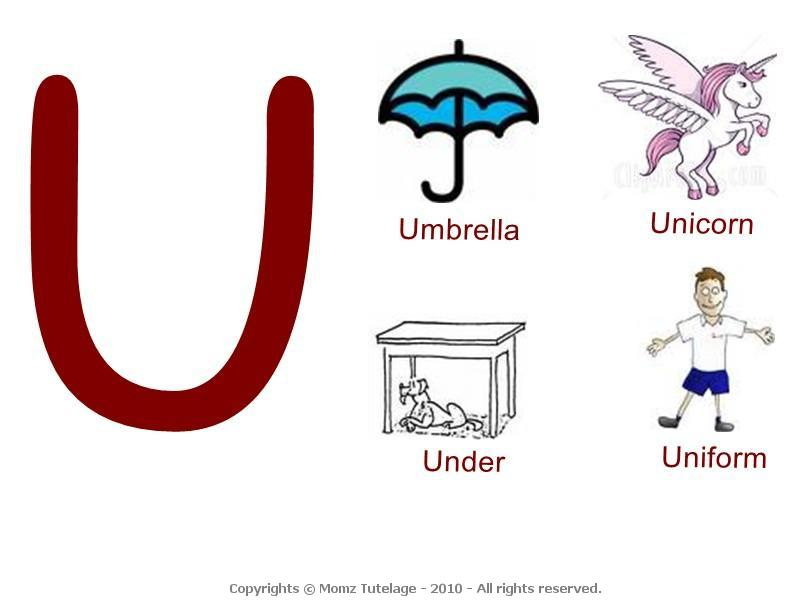 U
Umbrella
Unicorn
Under
Uniform
Copyrights © Momz Tutelage - 2010 - All rights reserved.